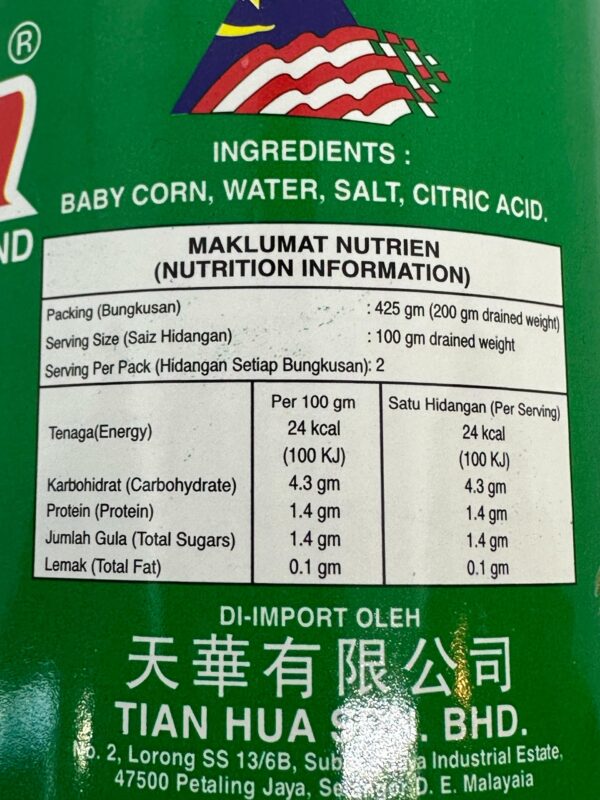 ®
ND
INGREDIENTS :
BABY CORN, WATER, SALT, CITRIC ACID.
MAKLUMAT NUTRIEN
(NUTRITION INFORMATION)
Packing (Bungkusan) : 425 gm (200 gm drained weight)
Serving Size (Saiz Hidangan) : 100 gm drained weight
Serving Per Pack (Hidangan Setiap Bungkusan): 2
Per 100 gm Satu Hidangan (Per Serving)
Tenaga(Energy) 24 kcal 24 kcal
(100 KJ) (100 KJ)
Karbohidrat (Carbohydrate) 4.3 gm 4.3 gm
Protein (Protein) 1.4 gm 1.4 gm
Jumlah Gula (Total Sugars) 1.4 gm 1.4 gm
Lemak (Total Fat) 0.1 gm 0.1 gm
DI-IMPORT OLEH
天華有限公司
TIAN HUA BHD.
No. 2, Lorong SS 13/6B, Industrial Estate,
47500 Petaling Jaya, D. E. Malayaia